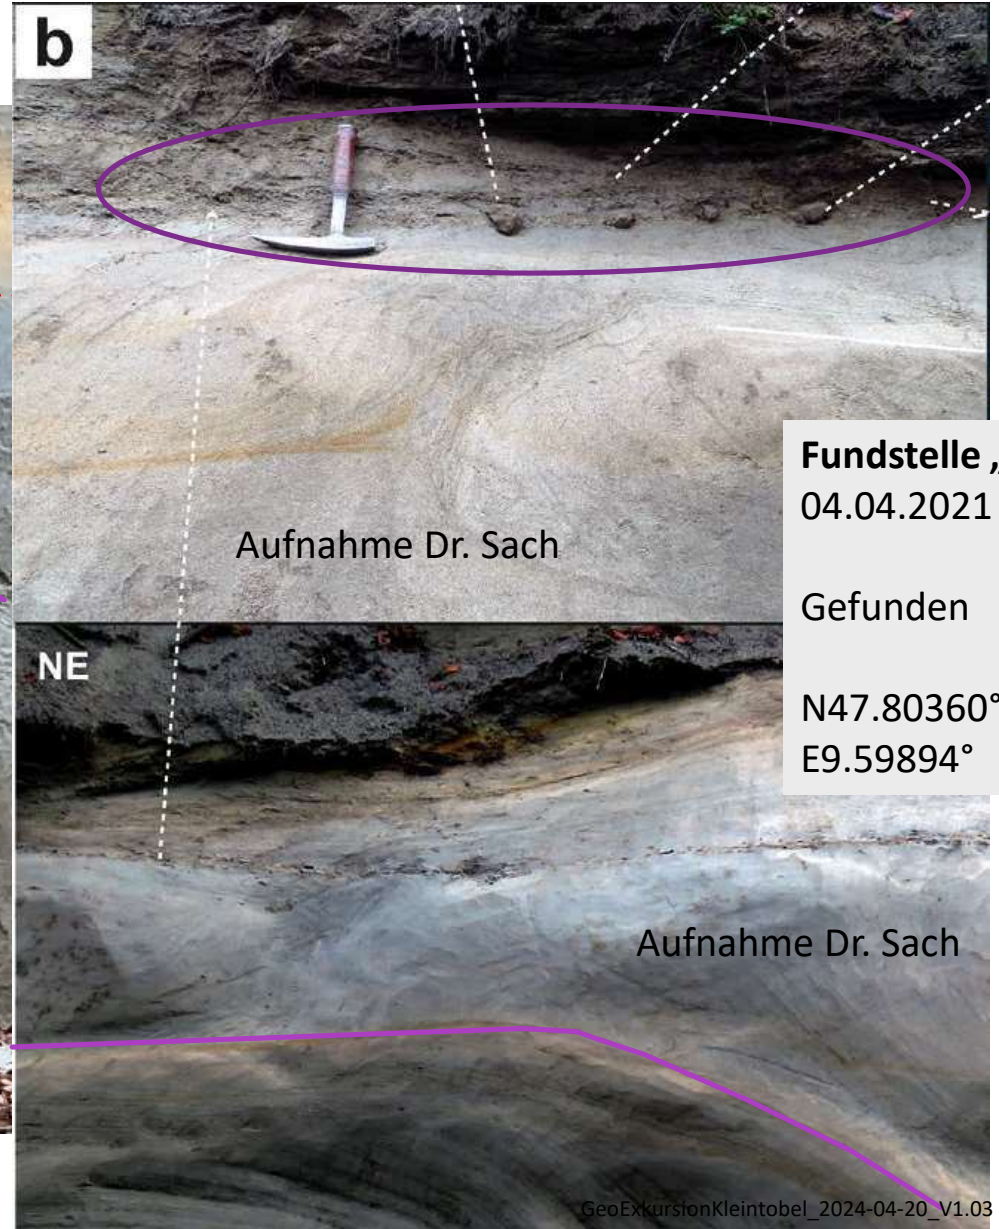 b
Aufnahme Dr. Sach
Fundstelle „
04.04.2021
Gefunden
N47.80360°
E9.59894°
NE
Aufnahme Dr. Sach
GeoExkursionKleintobel_2024-04-20_V1.03